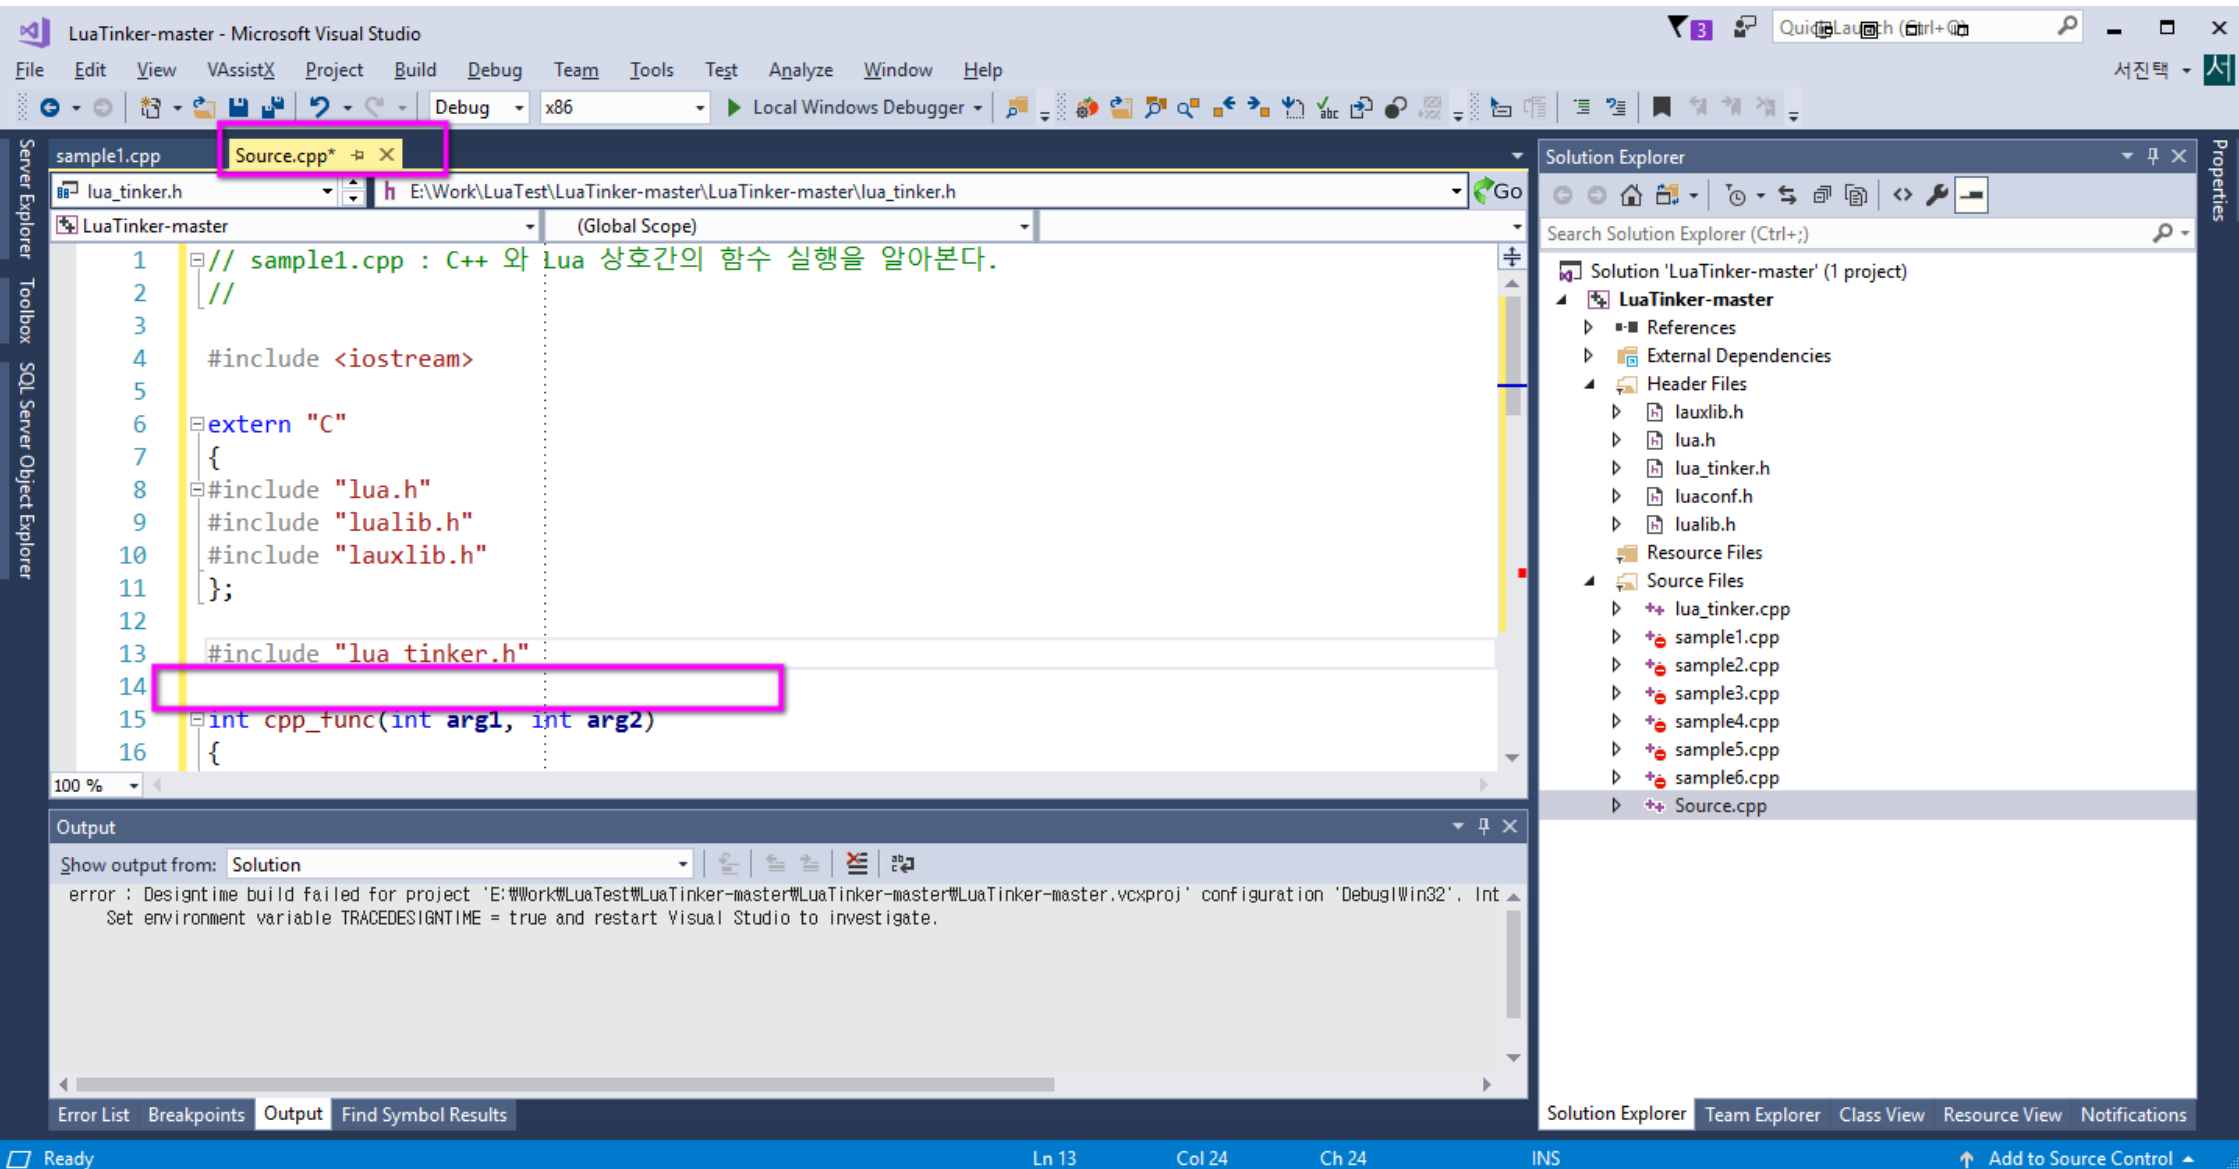 LuaTinker-master - Microsoft Visual Studio
3
File Edit View VAssistX Project Build Debug Team Tools Test Analyze Window Help
서진택 서
Debug x86 Local Windows Debugger
sample1.cpp Source.cpp*
lua_tinker.h h E:\Work\LuaTest\LuaTinker-master\LuaTinker-master\lua_tinker.h Go
LuaTinker-master (Global Scope)
1 // sample1.cpp : C++ 와 Lua 상호간의 함수 실행을 알아본다.
2 //
3
4 #include <iostream>
5
6 extern "C"
7 {
8 #include "lua.h"
9 #include "lualib.h"
10 #include "lauxlib.h"
11 };
12
13 #include "lua_tinker.h"
14
15 int cpp_func(int arg1, int arg2)
16 {
100 %
Output
Show output from: Solution
error : Designtime build failed for project 'E:₩Work₩LuaTest₩LuaTinker-master₩LuaTinker-master₩LuaTinker-master.vcxproj' configuration 'Debug|Win32'. Int
Set environment variable TRACEDESIGNTIME = true and restart Visual Studio to investigate.
Error List Breakpoints Output Find Symbol Results
Server Explorer
Toolbox
SQL Server Object Explorer
Solution Explorer
Search Solution Explorer (Ctrl+;)
Solution 'LuaTinker-master' (1 project)
LuaTinker-master
References
External Dependencies
Header Files
lauxlib.h
lua.h
lua_tinker.h
luaconf.h
lualib.h
Resource Files
Source Files
lua_tinker.cpp
sample1.cpp
sample2.cpp
sample3.cpp
sample4.cpp
sample5.cpp
sample6.cpp
Source.cpp
Solution Explorer Team Explorer Class View Resource View Notifications
Properties
Ready Ln 13 Col 24 Ch 24 INS Add to Source Control